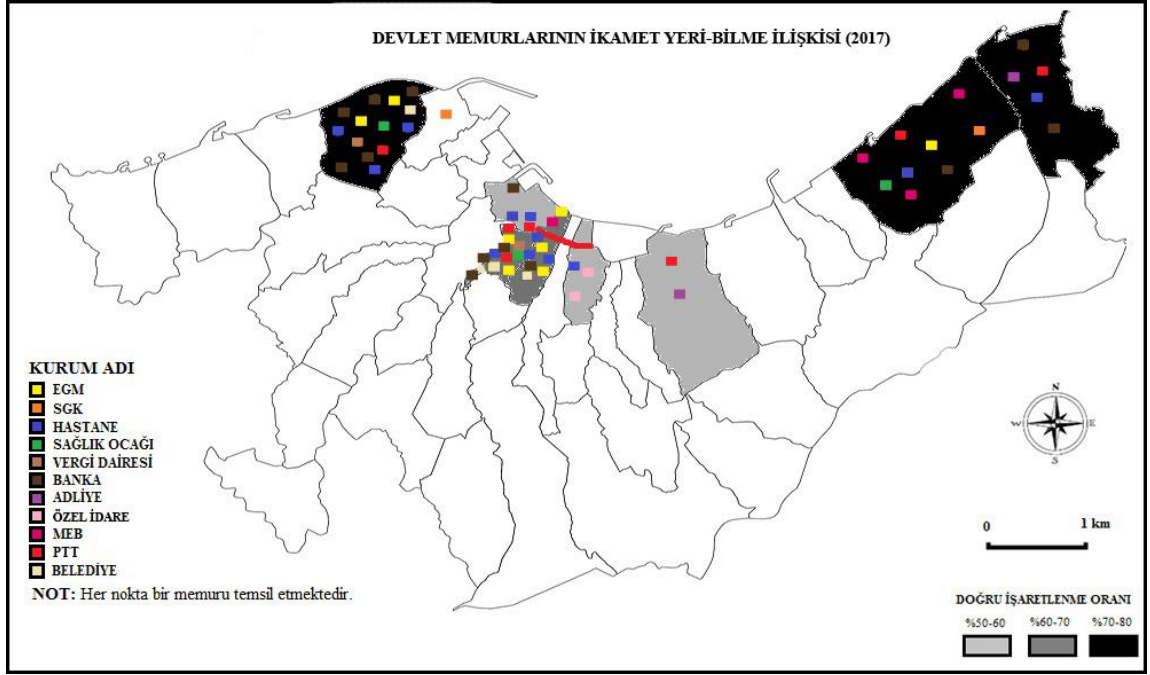 DEVLET MEMURLARININ İKAMET YERİ-BİLME İLİŞKİSİ (2017)
KURUM ADI
EGM
SGK
HASTANE
SAĞLIK OCAĞI
VERGİ DAİRESİ
BANKA
ADLİYE
ÖZEL İDARE
MEB
PTT
BELEDİYE
NOT: Her nokta bir memuru temsil etmektedir.
N
W E
S
0 1 km
DOĞRU İŞARETLENME ORANI
%50-60 %60-70 %70-80